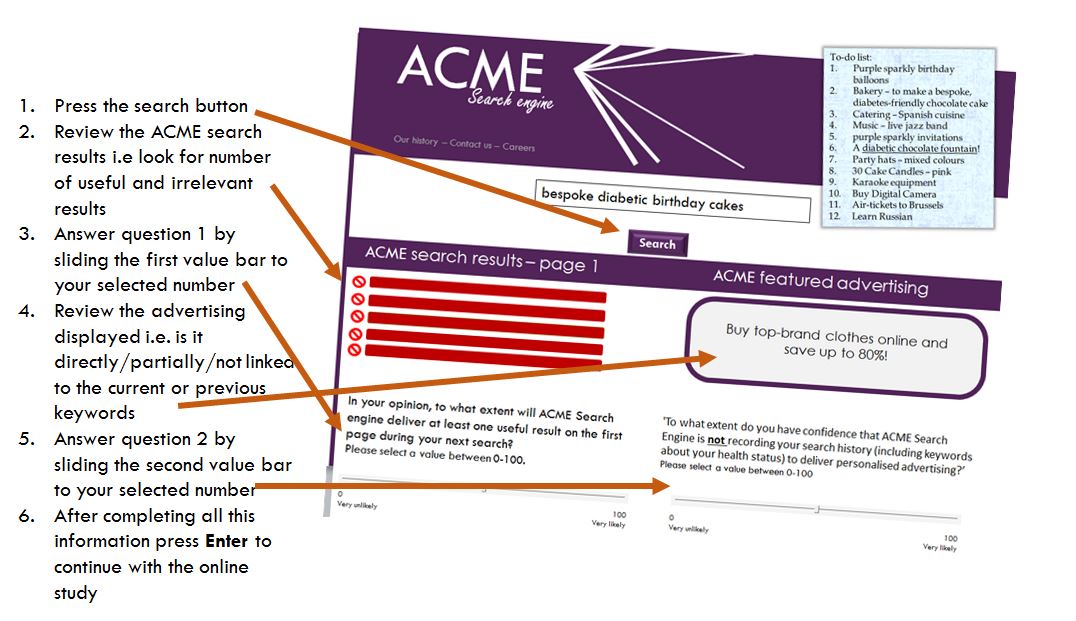 1. Press the search button
2. Review the ACME search
results i.e look for number
of useful and irrelevant
results
3. Answer question 1 by
sliding the first value bar to
your selected number
4. Review the advertising
displayed i.e. is it
directly/partially/not linked
to the current or previous
keywords
5. Answer question 2 by
sliding the second value bar
to your selected number
6. After completing all this
information press Enter to
continue with the online
study
ACME
Search engine
Our history – Contact us – Careers
To-do list:
1. Purple sparkly birthday
balloons
2. Bakery – to make a bespoke,
diabetes-friendly chocolate cake
3. Catering – Spanish cuisine
4. Music – live jazz band
5. purple sparkly invitations
6. A diabetic chocolate fountain!
7. Party hats – mixed colours
8. 30 Cake Candles – pink
9. Karaoke equipment
10. Buy Digital Camera
11. Air-tickets to Brussels
12. Learn Russian
bespoke diabetic birthday cakes
Search
ACME search results – page 1
ACME featured advertising
Buy top-brand clothes online and
save up to 80%!
In your opinion, to what extent will ACME Search
engine deliver at least one useful result on the first
page during your next search?
Please select a value between 0-100.
0
Very unlikely
100
Very likely
'To what extent do you have confidence that ACME Search
Engine is not recording your search history (including keywords
about your health status) to deliver personalised advertising?'
Please select a value between 0-100
0
Very unlikely
100
Very likely